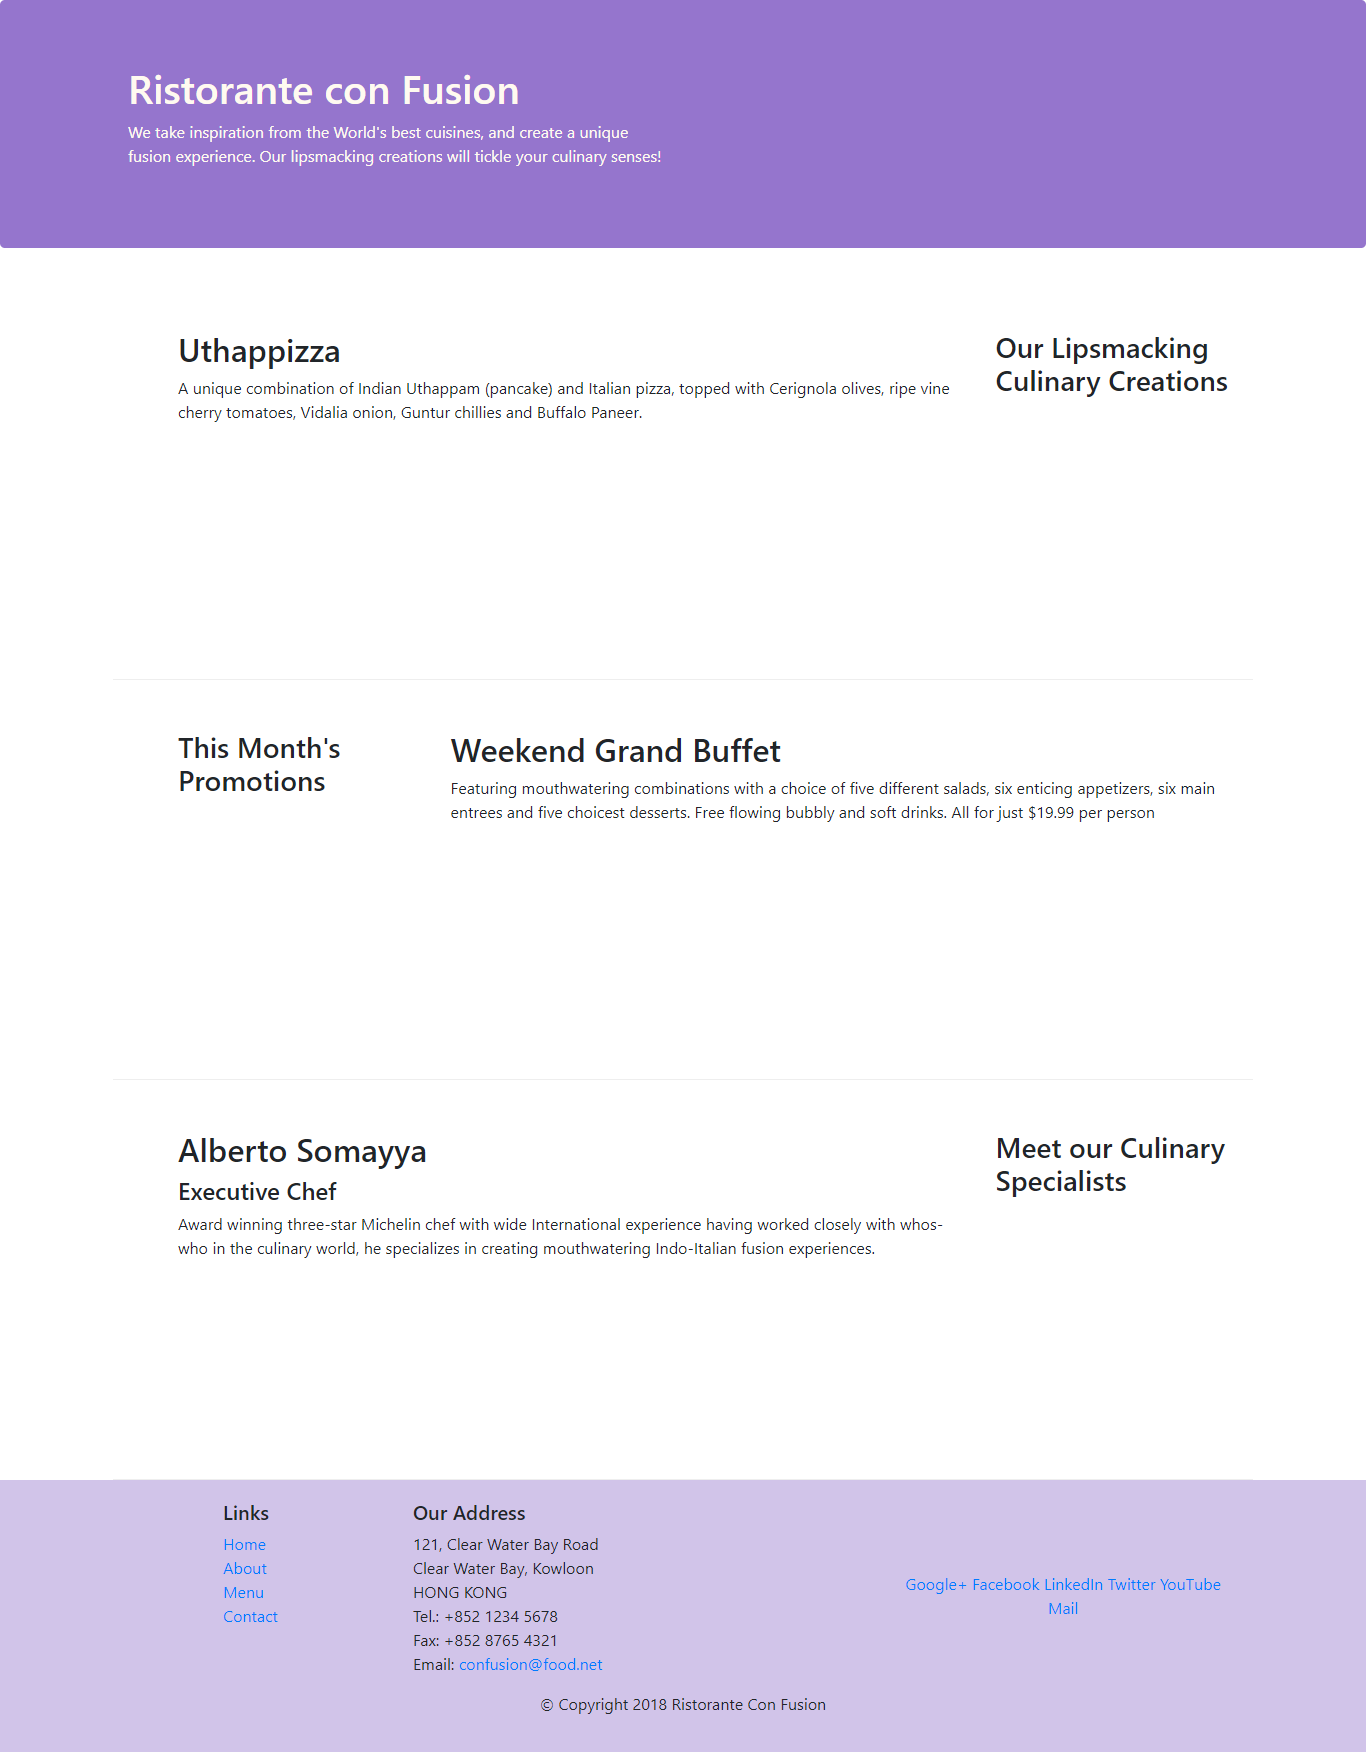 Ristorante con Fusion
We take inspiration from the World's best cuisines, and create a unique
fusion experience. Our lipsmacking creations will tickle your culinary senses!
Uthappizza
A unique combination of Indian Uthappam (pancake) and Italian pizza, topped with Cerignola olives, ripe vine
cherry tomatoes, Vidalia onion, Guntur chillies and Buffalo Paneer.
Our Lipsmacking
Culinary Creations
This Month's
Promotions
Weekend Grand Buffet
Featuring mouthwatering combinations with a choice of five different salads, six enticing appetizers, six main
entrees and five choicest desserts. Free flowing bubbly and soft drinks. All for just $19.99 per person
Alberto Somayya
Executive Chef
Award winning three-star Michelin chef with wide International experience having worked closely with whos-
who in the culinary world, he specializes in creating mouthwatering Indo-Italian fusion experiences.
Meet our Culinary
Specialists
Links
Home
About
Menu
Contact
Our Address
121, Clear Water Bay Road
Clear Water Bay, Kowloon
HONG KONG
Tel.: +852 1234 5678
Fax: +852 8765 4321
Email: confusion@food.net
Google+ Facebook LinkedIn Twitter YouTube
Mail
© Copyright 2018 Ristorante Con Fusion